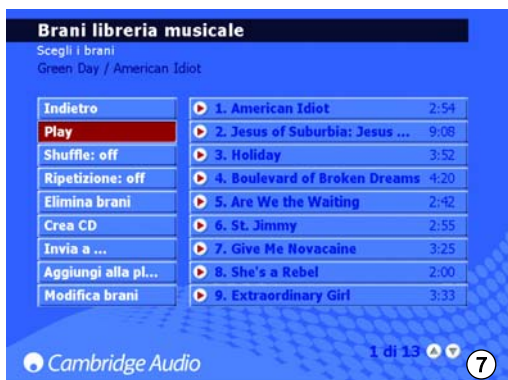 Brani libreria musicale
Scegli i brani
Green Day / American Idiot
Indietro
Play
Shuffle: off
Ripetizione: off
Elimina brani
Crea CD
Invia a ...
Aggiungi alla pl...
Modifica brani
1. American Idiot 2:54
2. Jesus of Suburbia: Jesus ... 9:08
3. Holiday 3:52
4. Boulevard of Broken Dreams 4:20
5. Are We the Waiting 2:42
6. St. Jimmy 2:55
7. Give Me Novacaine 3:25
8. She's a Rebel 2:00
9. Extraordinary Girl 3:33
1 di 13
Cambridge Audio
7